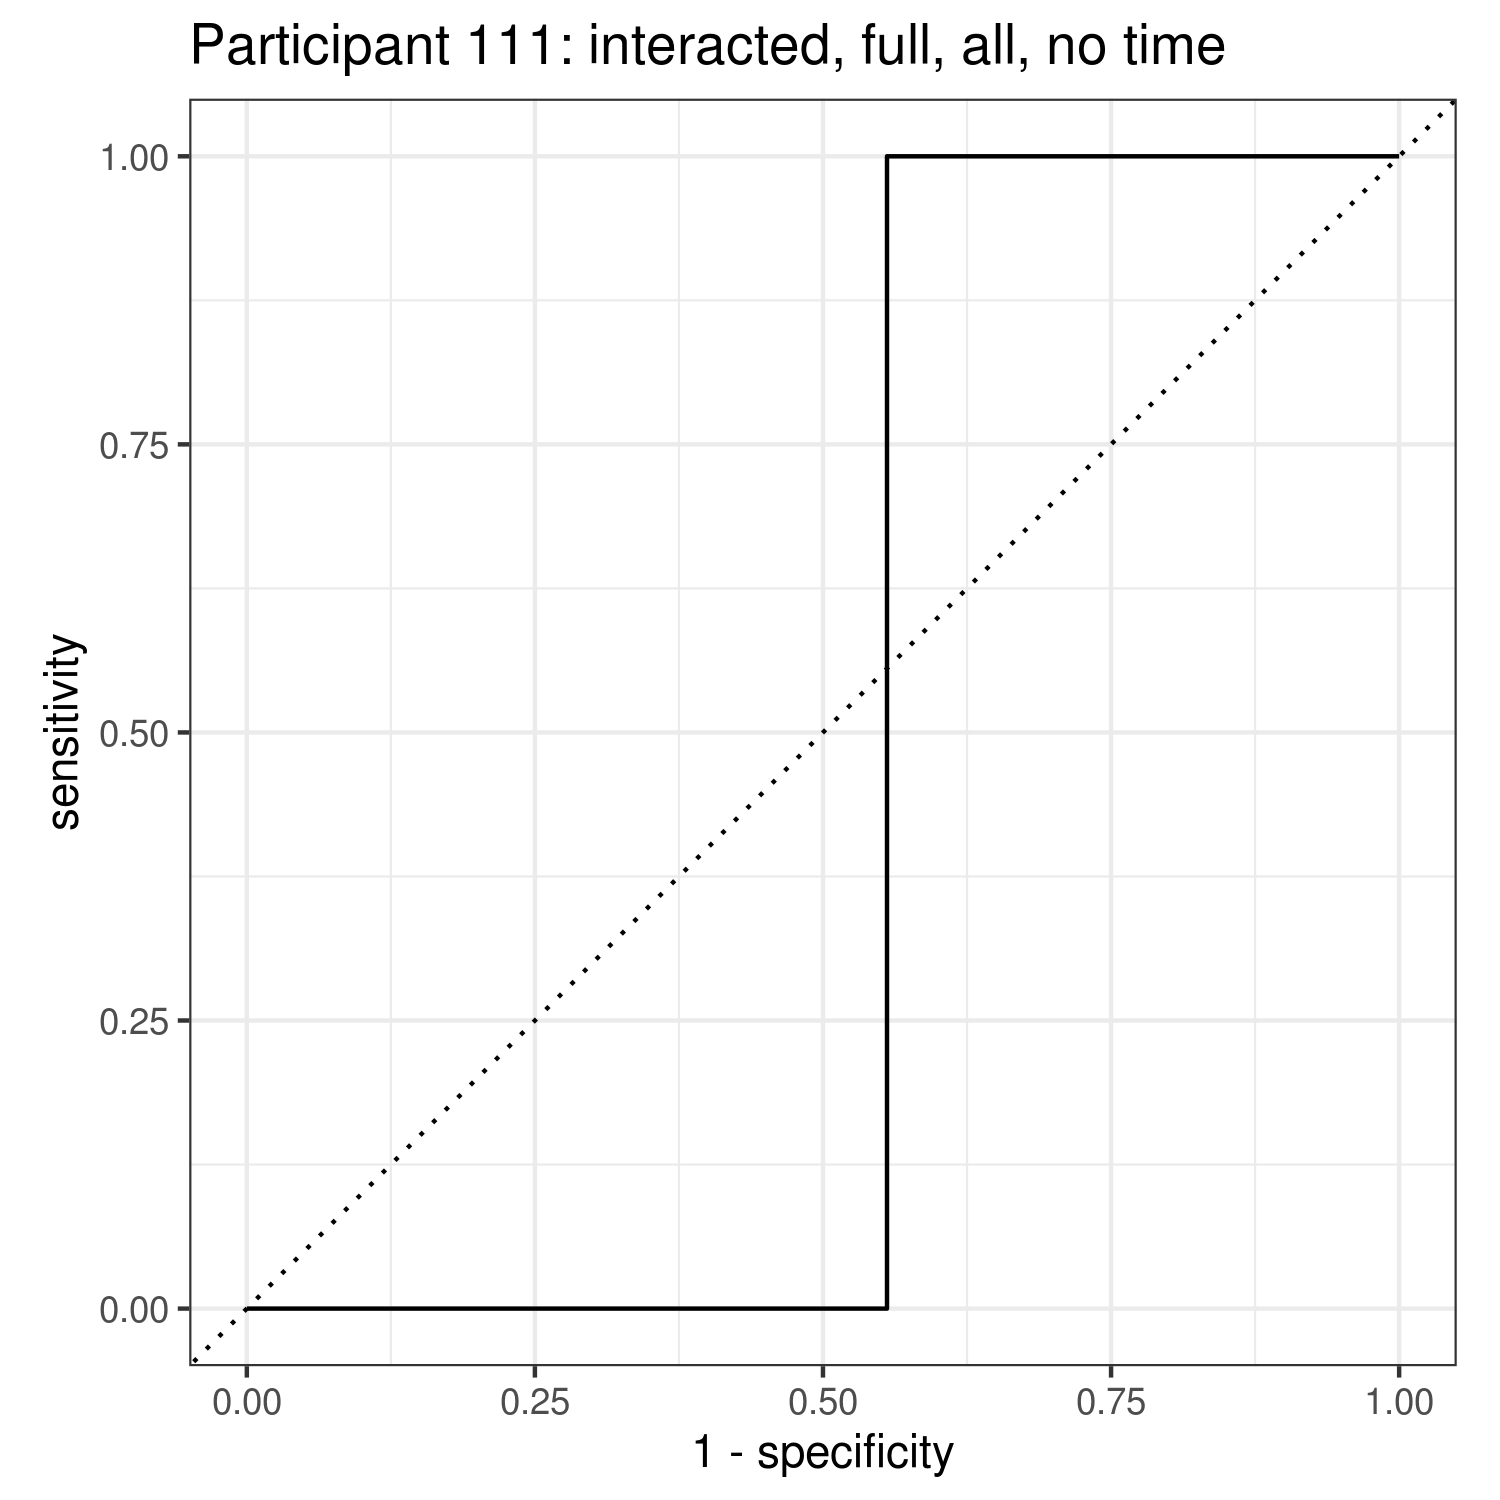 Participant 111: interacted, full, all, no time
1.00
0.75
0.50
0.25
0.00
sensitivity
0.00 0.25 0.50 0.75 1.00
1 - specificity